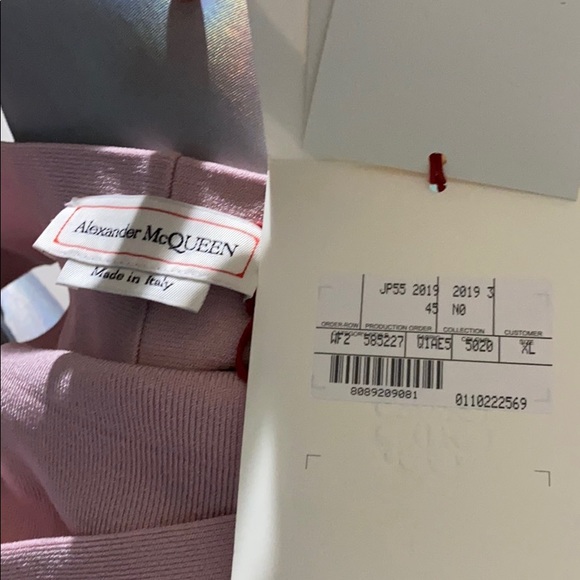 Alexander McQUEEN
Made in Italy
JP55 2019 2019 3
45 N0
ORDER-ROW PRODUCTION ORDER COLLECTION CUSTOMER
WF2 585227 Q1AE5 5020 XL
8089209081 0110222569